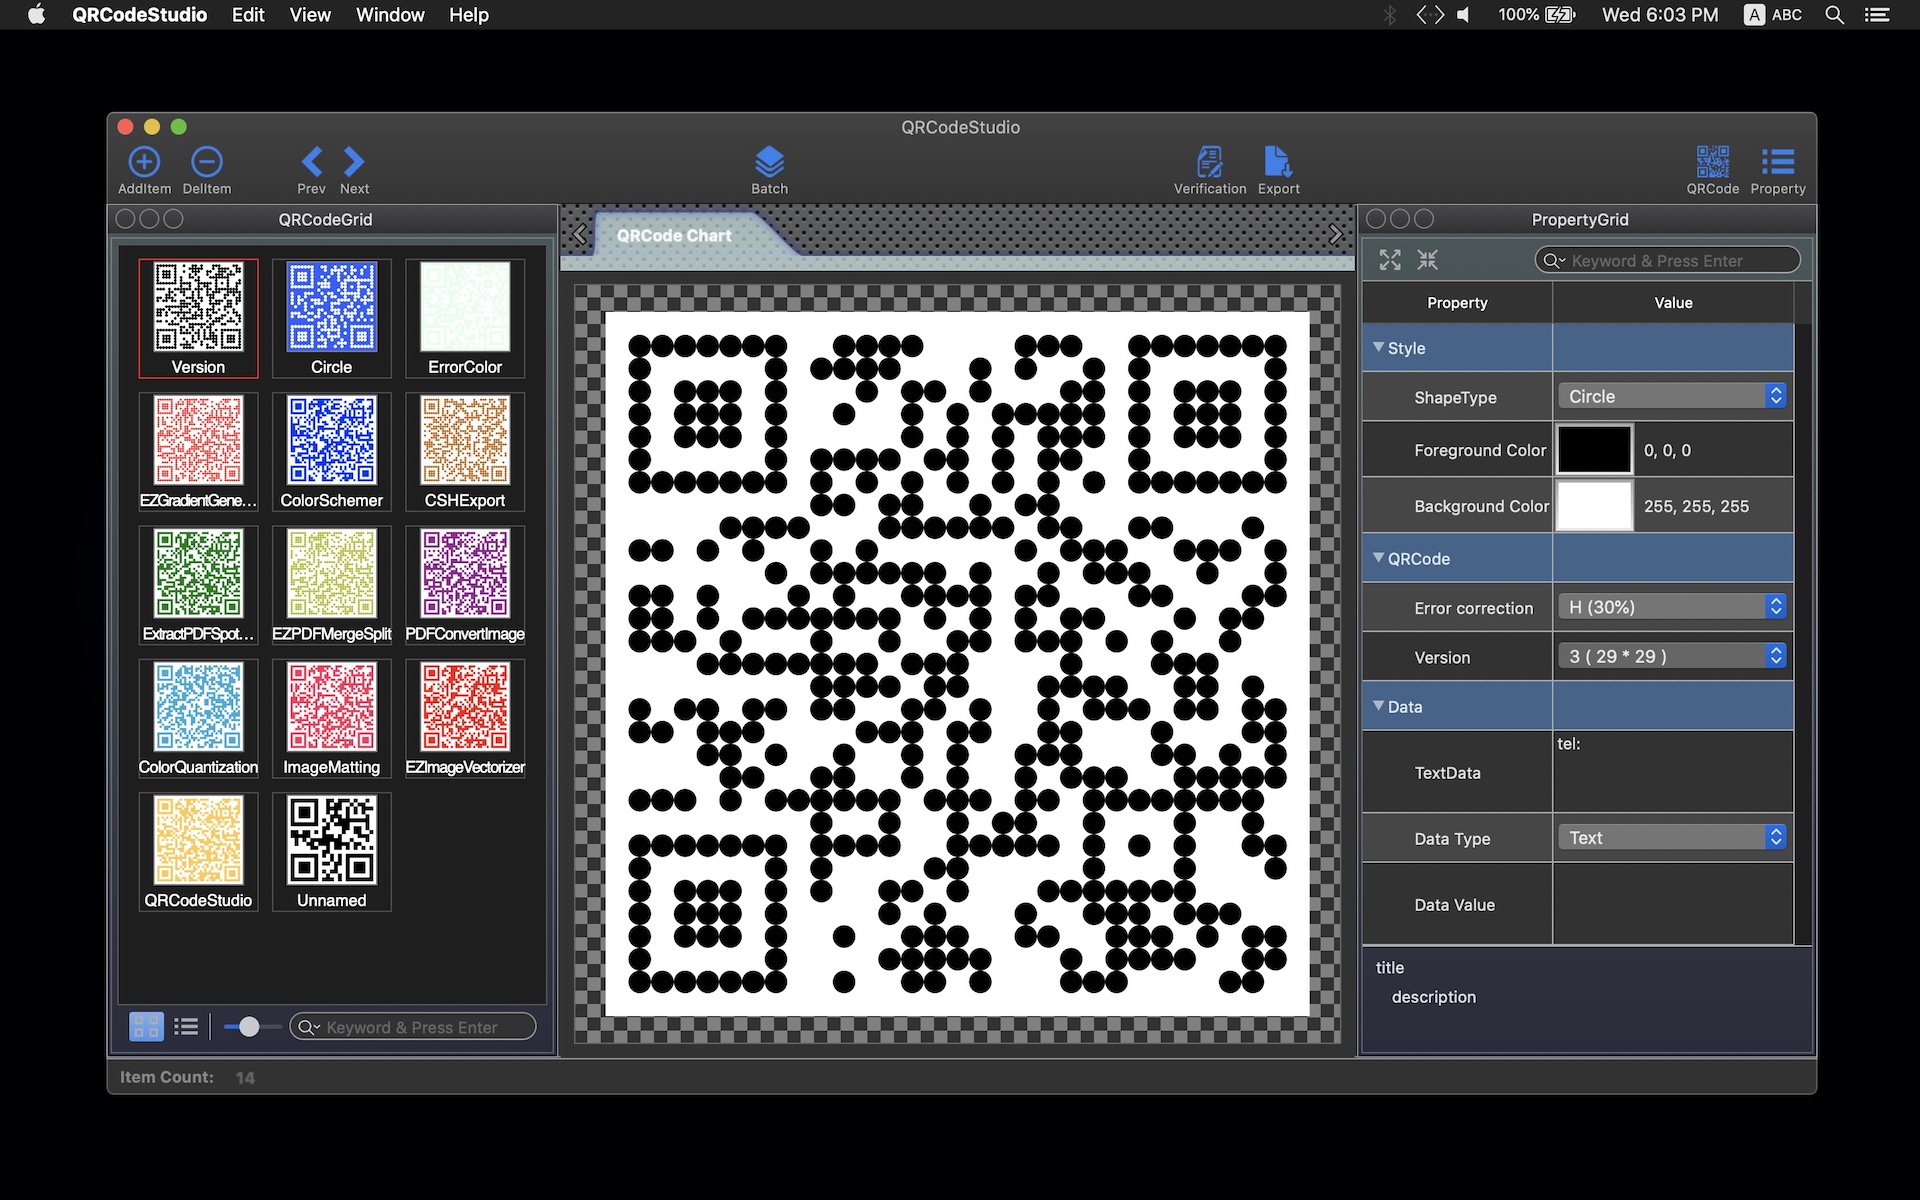 QRCodeStudio Edit View Window Help 100% Wed 6:03 PM A ABC
QRCodeStudio
AddItem DelItem Prev Next Batch Verification Export QRCode Property
QRCodeGrid
Version Circle ErrorColor
EZGradientGene... ColorSchemer CSHExport
ExtractPDFSpot... EZPDFMergeSplit PDFConvertImage
ColorQuantization ImageMatting EZImageVectorizer
QRCodeStudio Unnamed
Keyword & Press Enter
QRCode Chart
PropertyGrid
Keyword & Press Enter
Property Value
Style
ShapeType Circle
Foreground Color 0, 0, 0
Background Color 255, 255, 255
QRCode
Error correction H (30%)
Version 3 ( 29 * 29 )
Data
TextData tel:
Data Type Text
Data Value
title
description
Item Count: 14